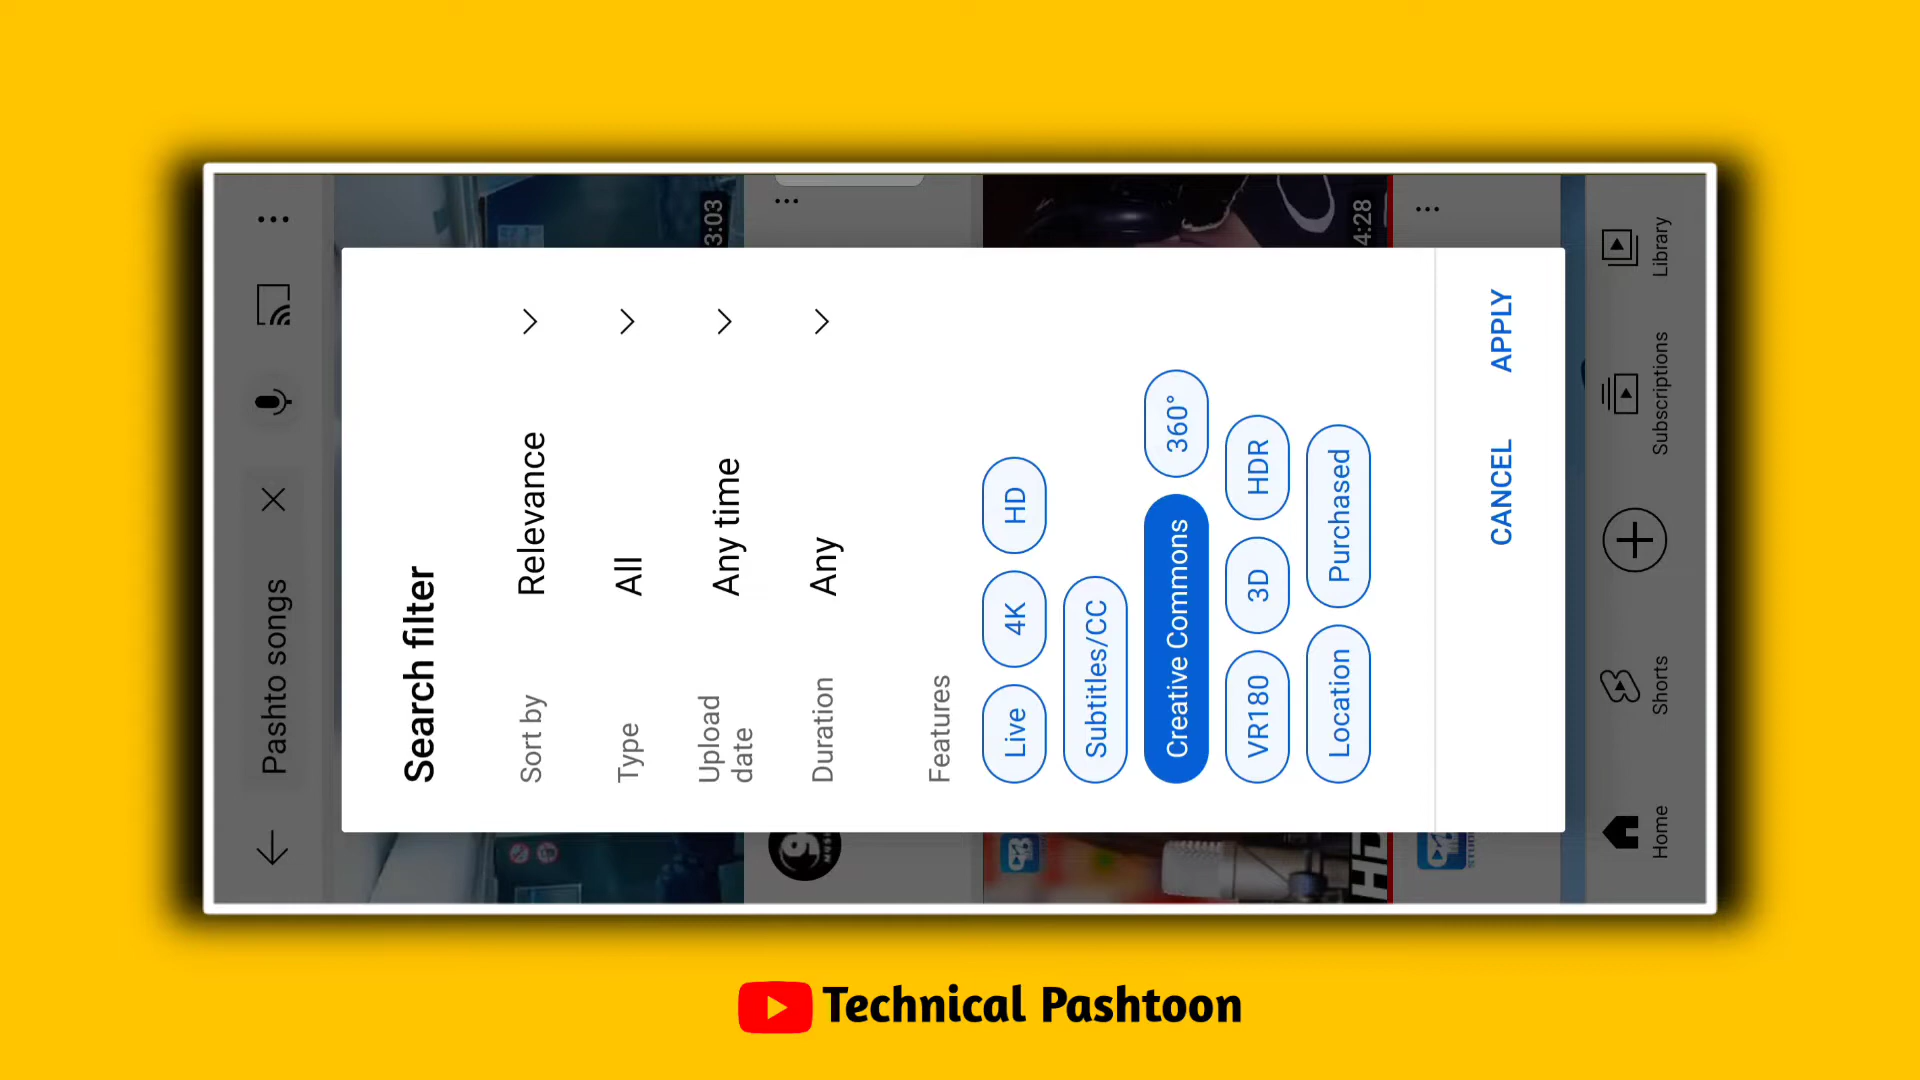 Pashto songs
3:03
4:28
Search filter
Sort by Relevance
Type All
Upload date Any time
Duration Any
Features
Live 4K HD
Subtitles/CC
Creative Commons 360°
VR180 3D HDR
Location Purchased
CANCEL APPLY
HD
Home Shorts Subscriptions Library
Technical Pashtoon